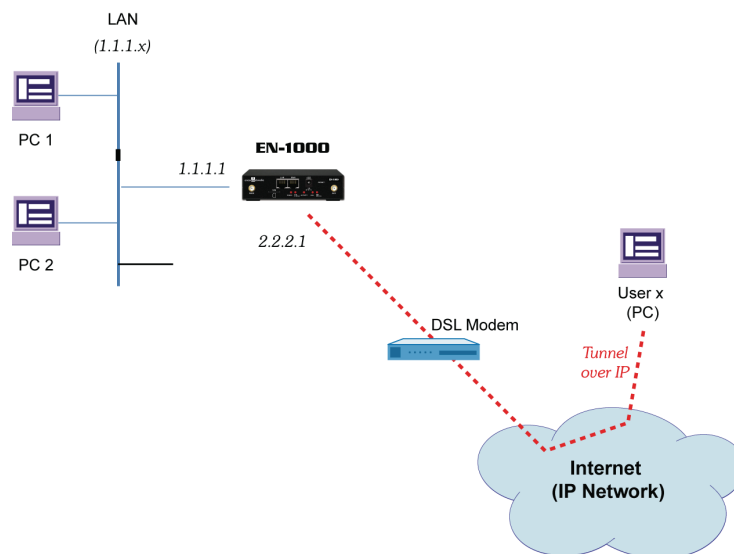 LAN
(1.1.1.x)
PC 1
EN-1000
1.1.1.1
PC 2
2.2.2.1
User x
(PC)
DSL Modem
Tunnel
over IP
Internet
(IP Network)